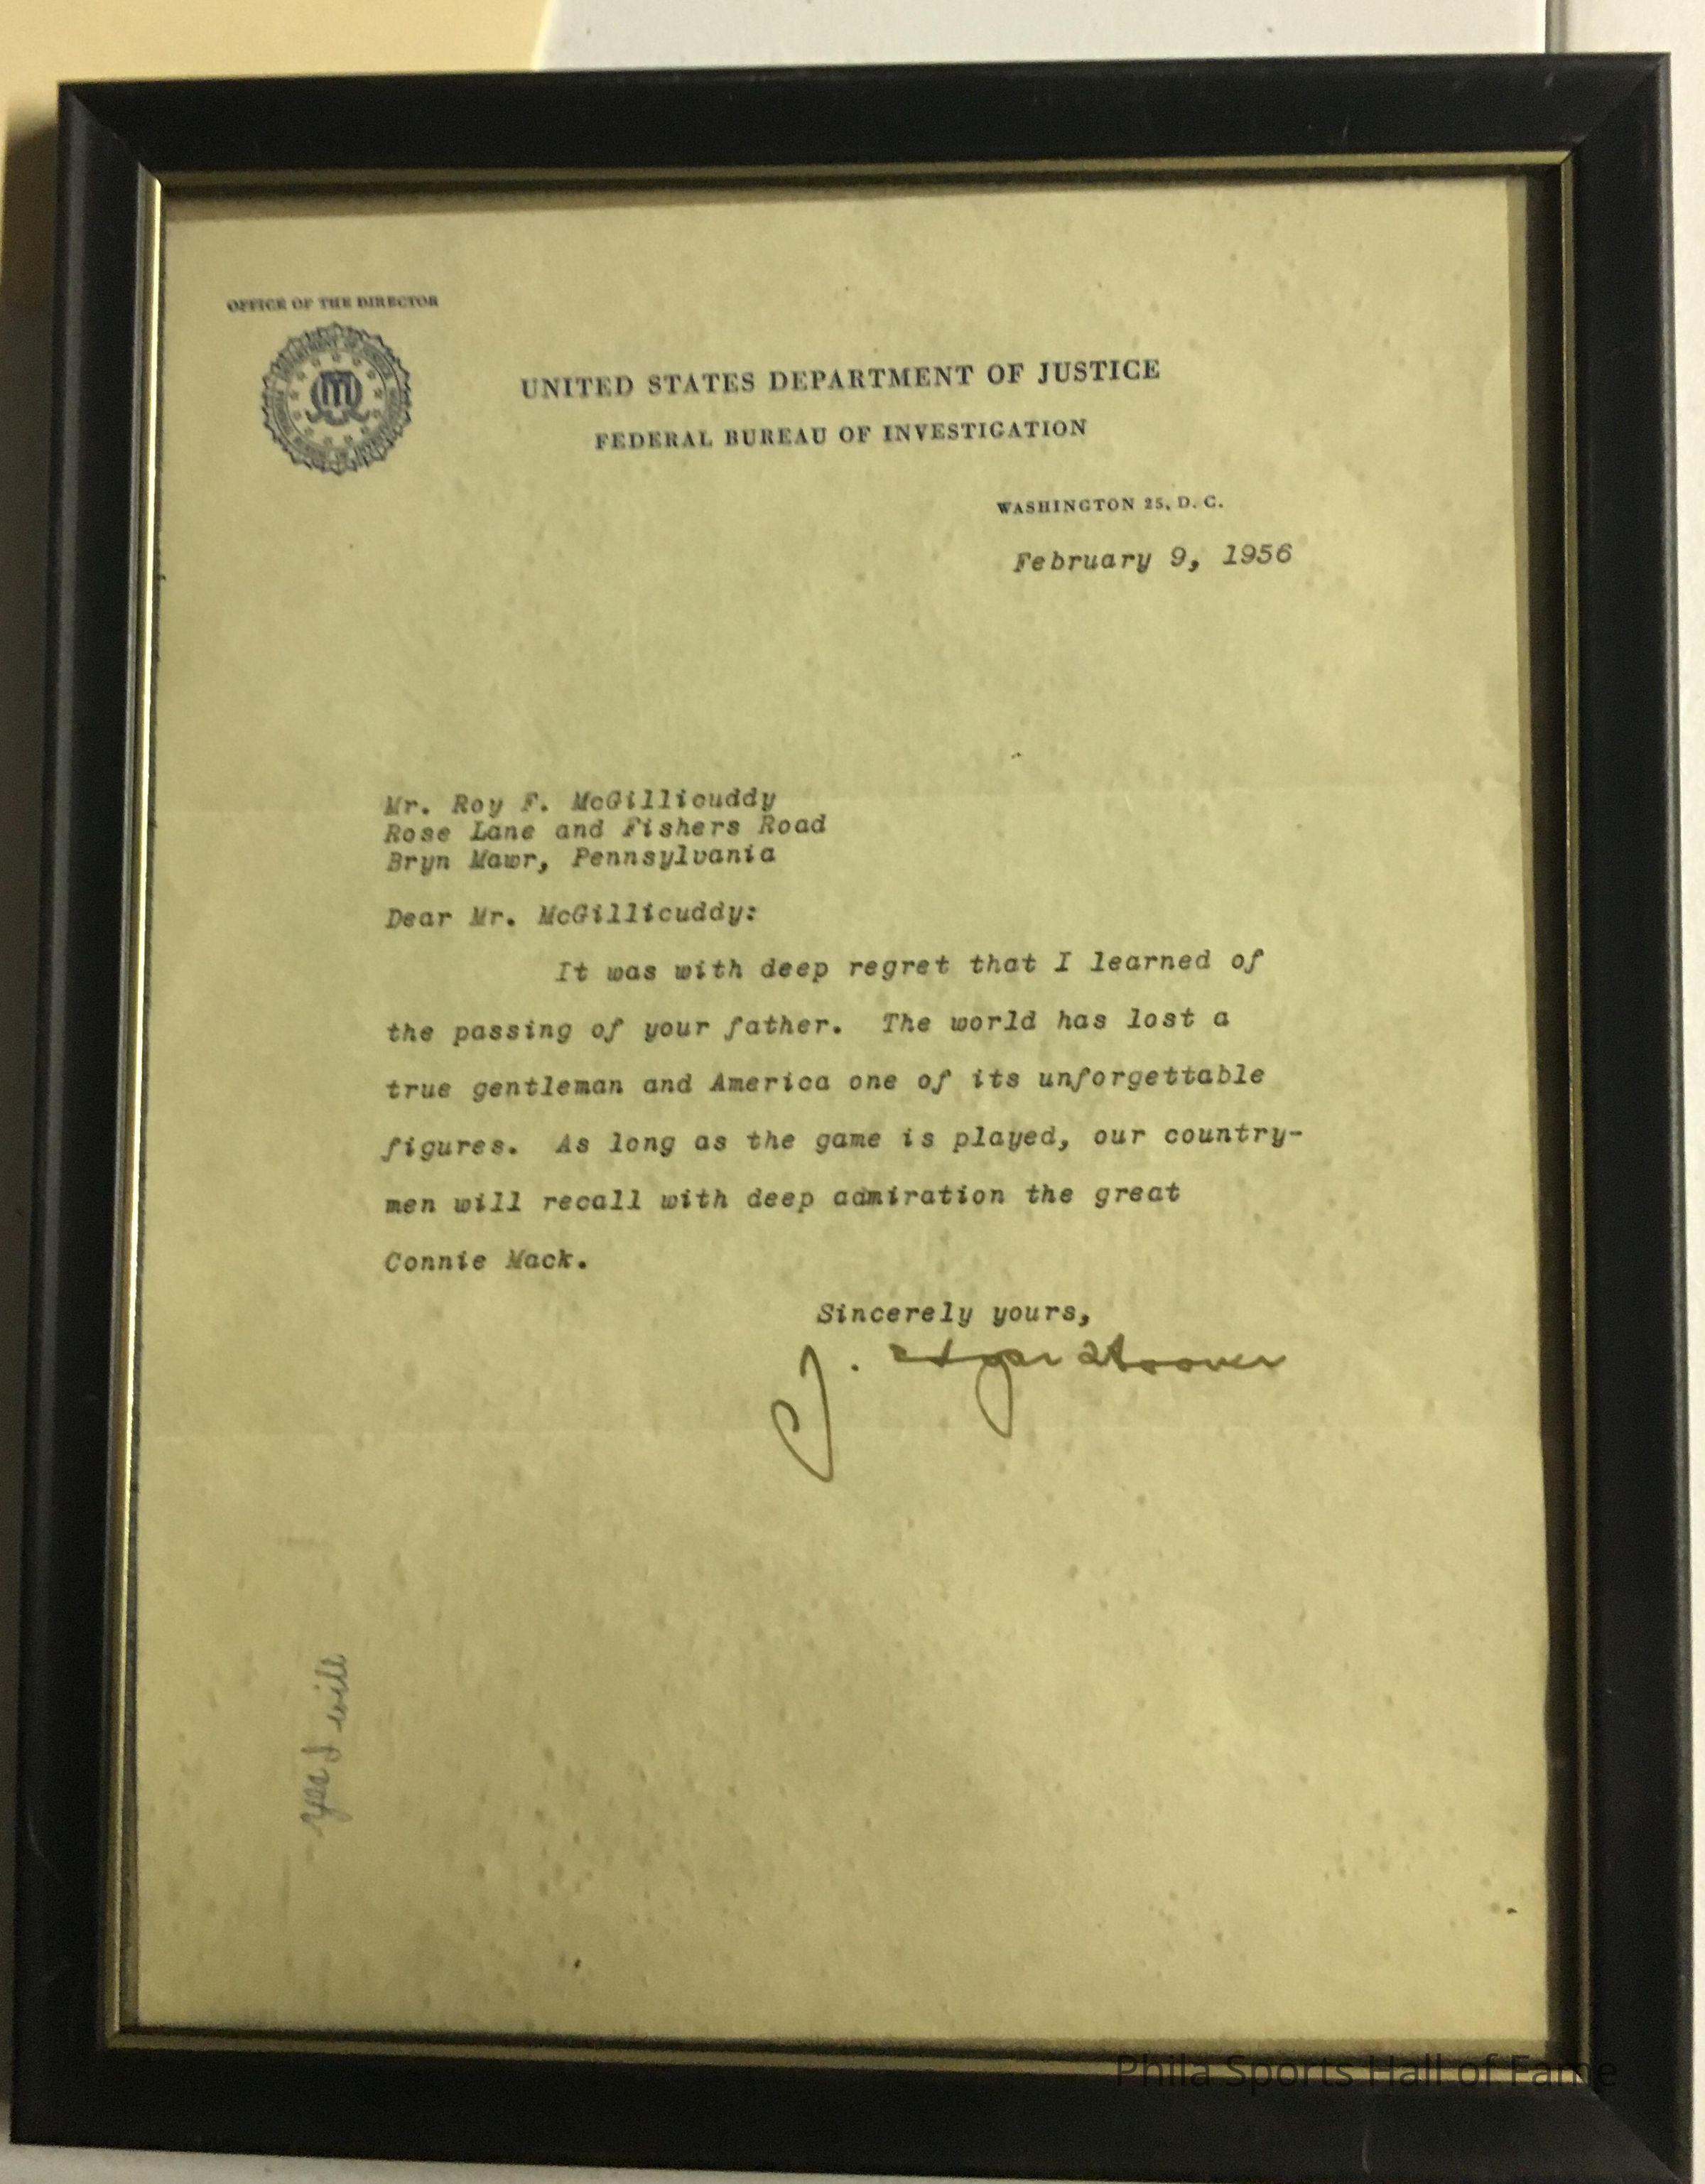 OFFICE OF THE DIRECTOR
UNITED STATES DEPARTMENT OF JUSTICE
FEDERAL BUREAU OF INVESTIGATION
WASHINGTON 25, D. C.
February 9, 1956
Mr. Roy F. McGillicuddy
Rose Lane and Fishers Road
Bryn Mawr, Pennsylvania
Dear Mr. McGillicuddy:
It was with deep regret that I learned of
the passing of your father. The world has lost a
true gentleman and America one of its unforgettable
figures. As long as the game is played, our country-
men will recall with deep admiration the great
Connie Mack.
Sincerely yours,
J. Edgar Hoover
yes I will
Phila Sports Hall of Fame